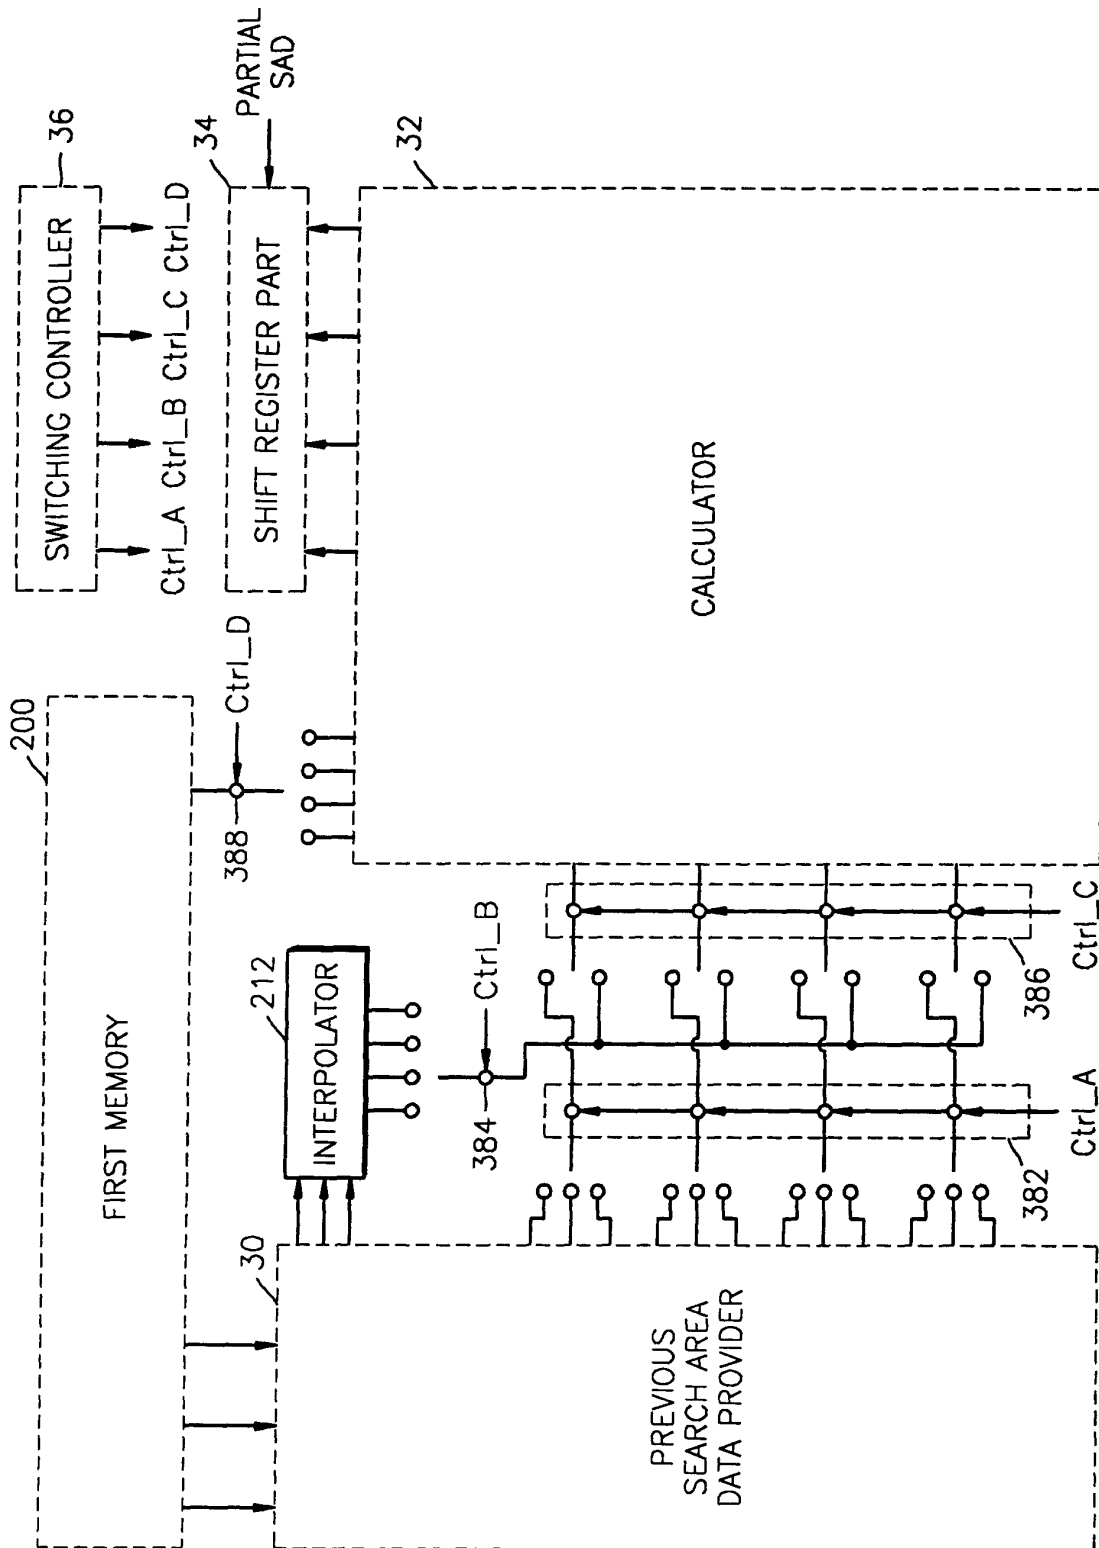 FIRST MEMORY
200
SWITCHING CONTROLLER
36
Ctrl_A Ctrl_B Ctrl_C Ctrl_D
388
Ctrl_D
SHIFT REGISTER PART
34
PARTIAL
SAD
30
INTERPOLATOR
212
384
Ctrl_B
32
PREVIOUS
SEARCH AREA
DATA PROVIDER
CALCULATOR
382
386
Ctrl_A
Ctrl_C